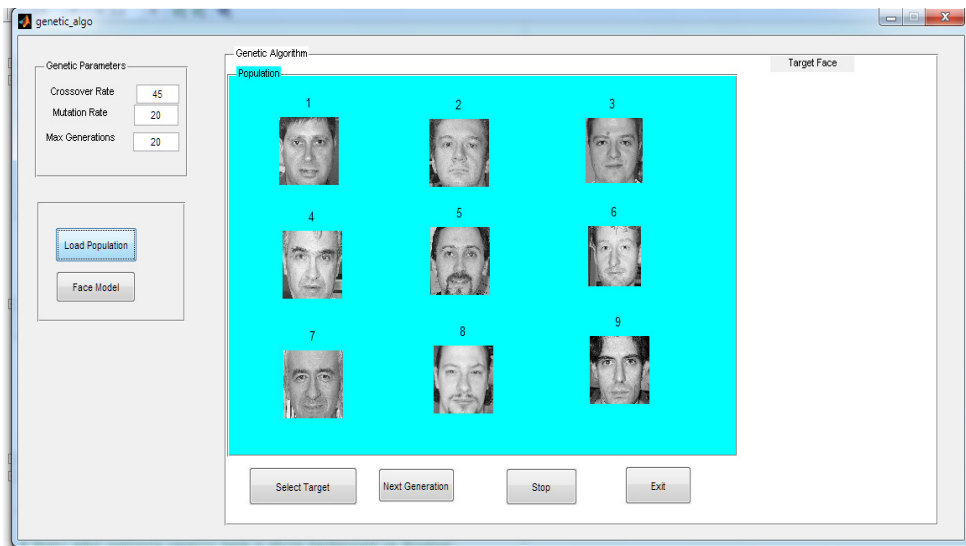 genetic_algo
Genetic Parameters
Crossover Rate 45
Mutation Rate 20
Max Generations 20
Load Population
Face Model
Genetic Algorithm
Population
Target Face
1 2 3
4 5 6
7 8 9
Select Target Next Generation Stop Exit